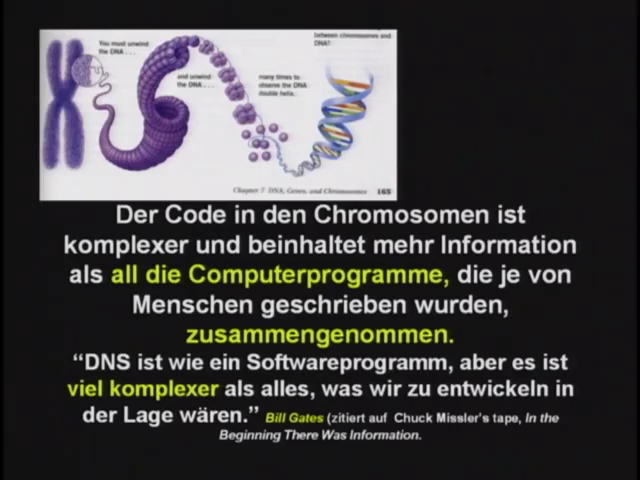 You must unwind
the DNA . . .
and unwind
the DNA . . .
many times to
observe the DNA
double helix.
between chromosomes and
DNA?
Chapter 7 DNA, Genes, and Chromosomes 165
Der Code in den Chromosomen ist
komplexer und beinhaltet mehr Information
als all die Computerprogramme, die je von
Menschen geschrieben wurden,
zusammengenommen.
“DNS ist wie ein Softwareprogramm, aber es ist
viel komplexer als alles, was wir zu entwickeln in
der Lage wären.” Bill Gates (zitiert auf Chuck Missler's tape, In the
Beginning There Was Information.